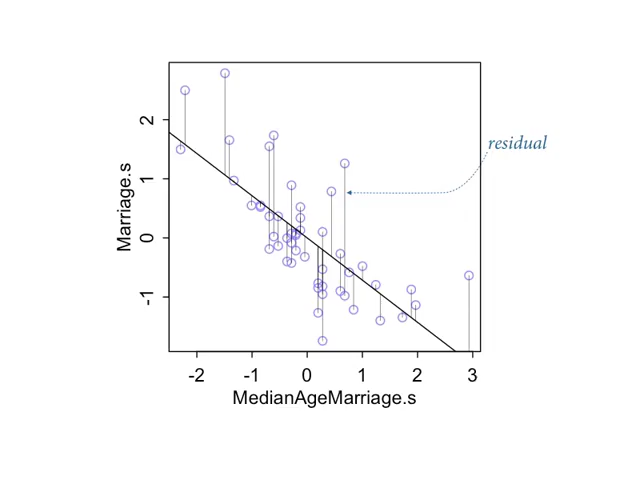 residual
Marriage.s
2
1
0
-1
-2 -1 0 1 2 3
MedianAgeMarriage.s